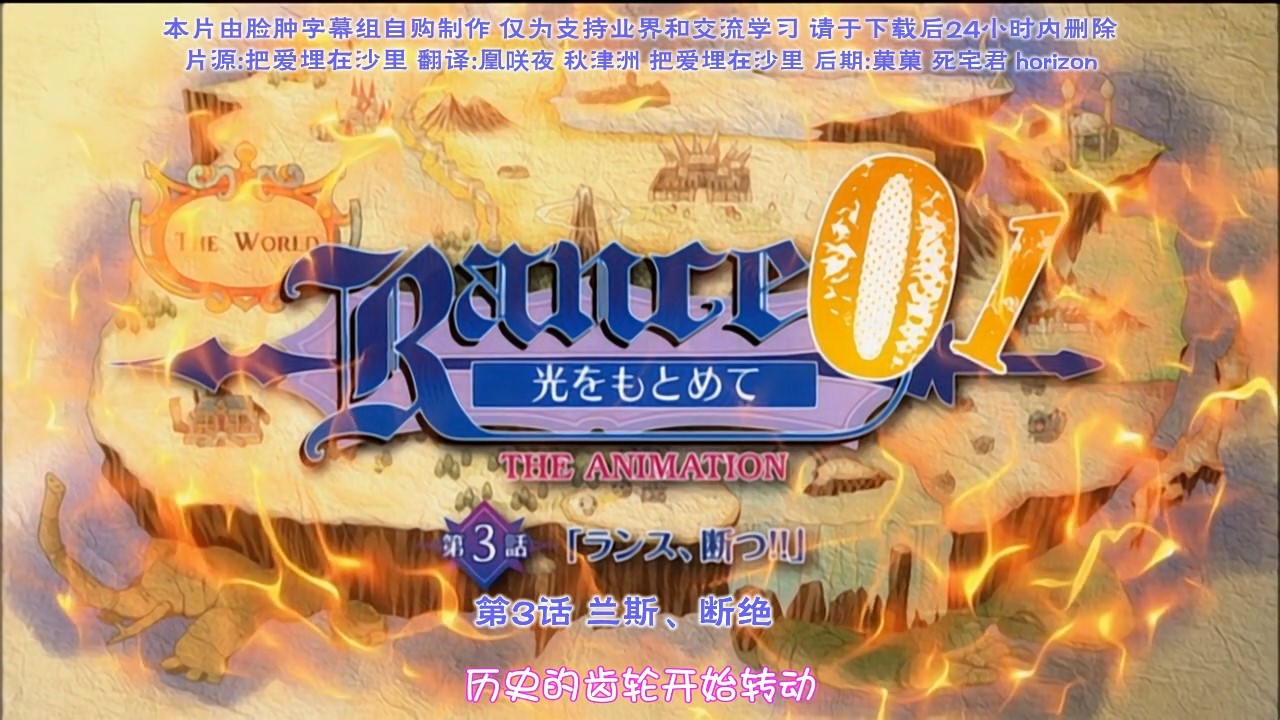 本片由脸肿字幕组自购制作 仅为支持业界和交流学习 请于下载后24小时内删除
片源:把爱埋在沙里 翻译:凰咲夜 秋津洲 把爱埋在沙里 后期:菓菓 死宅君 horizon
THE WORLD
Rance 01
光をもとめて
THE ANIMATION
第3話 「ランス、断つ!!」
第3话 兰斯、断绝
历史的齿轮开始转动